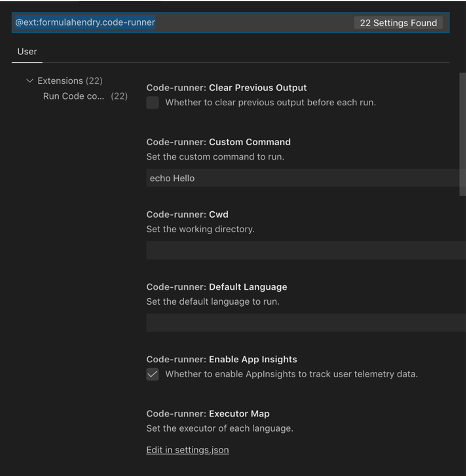 @ext:formulahendry.code-runner
22 Settings Found
User
Extensions (22)
Run Code co... (22)
Code-runner: Clear Previous Output
Whether to clear previous output before each run.
Code-runner: Custom Command
Set the custom command to run.
echo Hello
Code-runner: Cwd
Set the working directory.
Code-runner: Default Language
Set the default language to run.
Code-runner: Enable App Insights
Whether to enable AppInsights to track user telemetry data.
Code-runner: Executor Map
Set the executor of each language.
Edit in settings.json